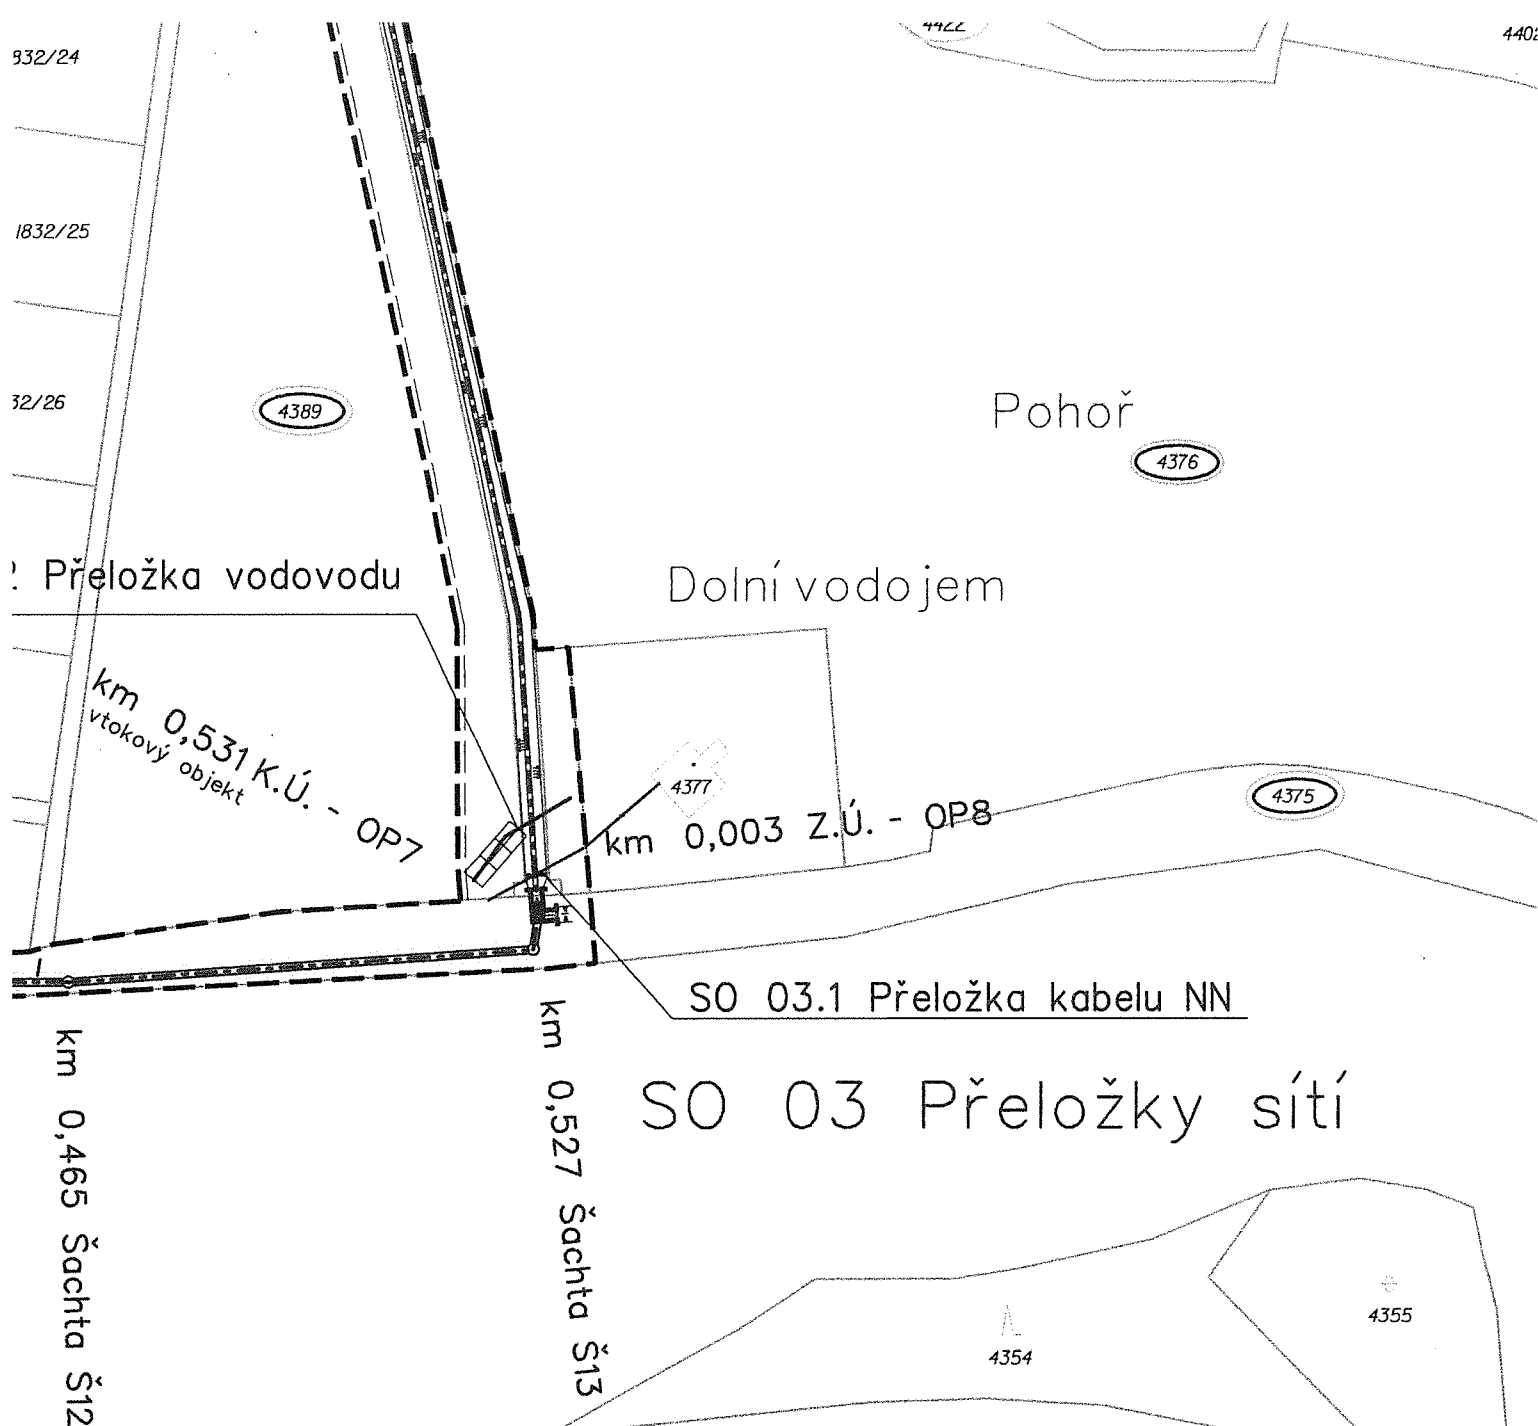 4422
4402
832/24
1832/25
32/26
4389
Pohoř
4376
2 Přeložka vodovodu
Dolní vodojem
km 0,531 K.Ú. - OP7
vtokový objekt
4377
4375
km 0,003 Z.Ú. - OP8
SO 03.1 Přeložka kabelu NN
km 0,465 Šachta Š12
km 0,527 Šachta Š13
SO 03 Přeložky sítí
4355
4354